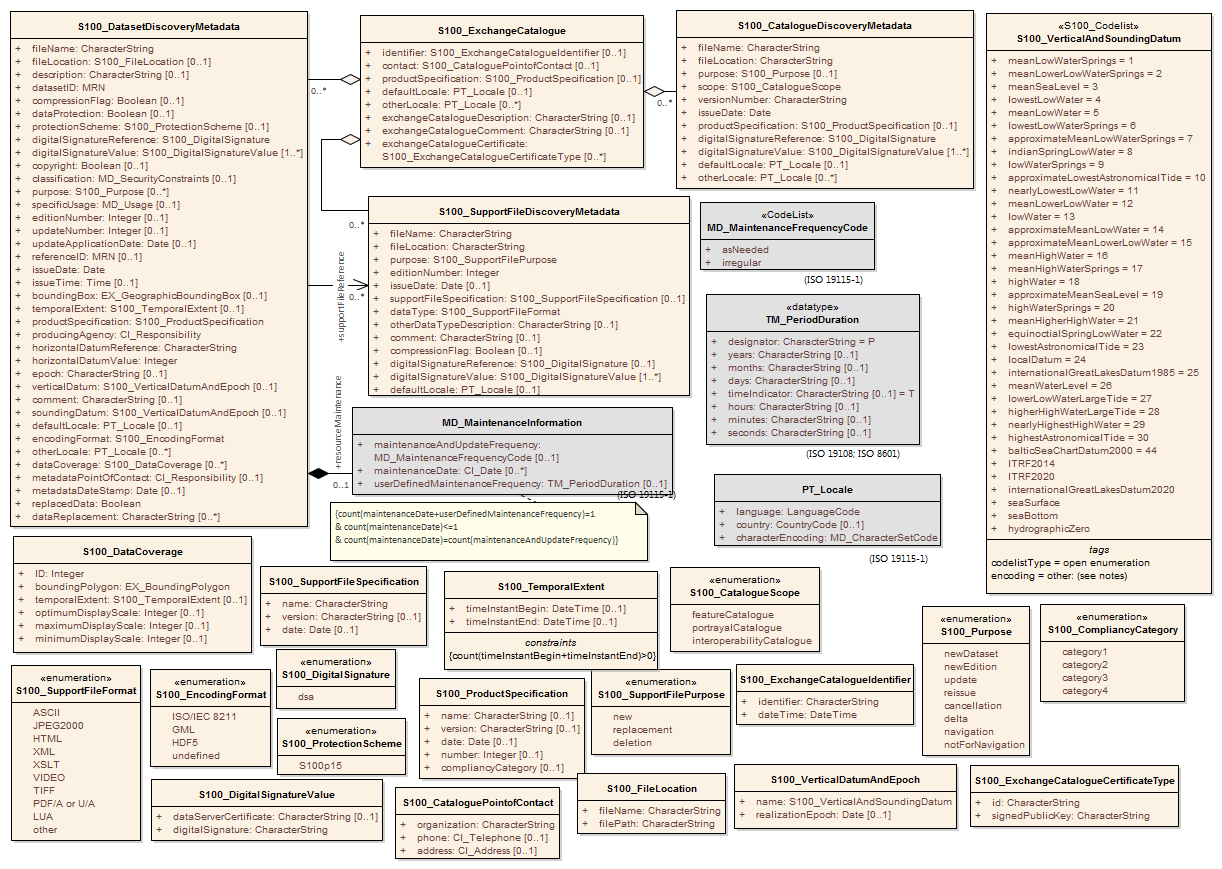 S100_DatasetDiscoveryMetadata
+ fileName: CharacterString
+ fileLocation: S100_FileLocation [0..1]
+ description: CharacterString [0..1]
+ datasetID: MRN
+ compressionFlag: Boolean [0..1]
+ dataProtection: Boolean [0..1]
+ protectionScheme: S100_ProtectionScheme [0..1]
+ digitalSignatureReference: S100_DigitalSignature
+ digitalSignatureValue: S100_DigitalSignatureValue [1..*]
+ copyright: Boolean [0..1]
+ classification: MD_SecurityConstraints [0..1]
+ purpose: S100_Purpose [0..*]
+ specificUsage: MD_Usage [0..1]
+ editionNumber: Integer [0..1]
+ updateNumber: Integer [0..1]
+ updateApplicationDate: Date [0..1]
+ referenceID: MRN [0..1]
+ issueDate: Date
+ issueTime: Time [0..1]
+ boundingBox: EX_GeographicBoundingBox [0..1]
+ temporalExtent: S100_TemporalExtent [0..1]
+ productSpecification: S100_ProductSpecification
+ producingAgency: CI_Responsibility
+ horizontalDatumReference: CharacterString
+ horizontalDatumValue: Integer
+ epoch: CharacterString [0..1]
+ verticalDatum: S100_VerticalDatumAndEpoch [0..1]
+ comment: CharacterString [0..1]
+ soundingDatum: S100_VerticalDatumAndEpoch [0..1]
+ defaultLocale: PT_Locale [0..1]
+ encodingFormat: S100_EncodingFormat
+ otherLocale: PT_Locale [0..*]
+ dataCoverage: S100_DataCoverage [0..*]
+ metadataPointOfContact: CI_Responsibility [0..1]
+ metadataDateStamp: Date [0..1]
+ replacedData: Boolean
+ dataReplacement: CharacterString [0..*]
0..*
0..*
0..*
0..*
+supportFileReference
+resourceMaintenance
0..1
S100_ExchangeCatalogue
+ identifier: S100_ExchangeCatalogueIdentifier [0..1]
+ contact: S100_CataloguePointofContact [0..1]
+ productSpecification: S100_ProductSpecification [0..1]
+ defaultLocale: PT_Locale [0..1]
+ otherLocale: PT_Locale [0..*]
+ exchangeCatalogueDescription: CharacterString [0..1]
+ exchangeCatalogueComment: CharacterString [0..1]
+ exchangeCatalogueCertificate:
S100_ExchangeCatalogueCertificateType [0..*]
S100_CatalogueDiscoveryMetadata
+ fileName: CharacterString
+ fileLocation: CharacterString
+ purpose: S100_Purpose [0..1]
+ scope: S100_CatalogueScope
+ versionNumber: CharacterString
+ issueDate: Date
+ productSpecification: S100_ProductSpecification [0..1]
+ digitalSignatureReference: S100_DigitalSignature
+ digitalSignatureValue: S100_DigitalSignatureValue [1..*]
+ defaultLocale: PT_Locale [0..1]
+ otherLocale: PT_Locale [0..*]
«S100_Codelist»
S100_VerticalAndSoundingDatum
+ meanLowWaterSprings = 1
+ meanLowerLowWaterSprings = 2
+ meanSeaLevel = 3
+ lowestLowWater = 4
+ meanLowWater = 5
+ lowestLowWaterSprings = 6
+ approximateMeanLowWaterSprings = 7
+ indianSpringLowWater = 8
+ lowWaterSprings = 9
+ approximateLowestAstronomicalTide = 10
+ nearlyLowestLowWater = 11
+ meanLowerLowWater = 12
+ lowWater = 13
+ approximateMeanLowWater = 14
+ approximateMeanLowerLowWater = 15
+ meanHighWater = 16
+ meanHighWaterSprings = 17
+ highWater = 18
+ approximateMeanSeaLevel = 19
+ highWaterSprings = 20
+ meanHigherHighWater = 21
+ equinoctialSpringLowWater = 22
+ lowestAstronomicalTide = 23
+ localDatum = 24
+ internationalGreatLakesDatum1985 = 25
+ meanWaterLevel = 26
+ lowerLowWaterLargeTide = 27
+ higherHighWaterLargeTide = 28
+ nearlyHighestHighWater = 29
+ highestAstronomicalTide = 30
+ balticSeaChartDatum2000 = 44
+ ITRF2014
+ ITRF2020
+ internationalGreatLakesDatum2020
+ seaSurface
+ seaBottom
+ hydrographicZero
tags
codelistType = open enumeration
encoding = other: (see notes)
S100_SupportFileDiscoveryMetadata
+ fileName: CharacterString
+ fileLocation: CharacterString
+ purpose: S100_SupportFilePurpose
+ editionNumber: Integer
+ issueDate: Date [0..1]
+ supportFileSpecification: S100_SupportFileSpecification [0..1]
+ dataType: S100_SupportFileFormat
+ otherDataTypeDescription: CharacterString [0..1]
+ comment: CharacterString [0..1]
+ compressionFlag: Boolean [0..1]
+ digitalSignatureReference: S100_DigitalSignature [0..1]
+ digitalSignatureValue: S100_DigitalSignatureValue [1..*]
+ defaultLocale: PT_Locale [0..1]
«CodeList»
MD_MaintenanceFrequencyCode
+ asNeeded
+ irregular
(ISO 19115-1)
«datatype»
TM_PeriodDuration
+ designator: CharacterString = P
+ years: CharacterString [0..1]
+ months: CharacterString [0..1]
+ days: CharacterString [0..1]
+ timeIndicator: CharacterString [0..1] = T
+ hours: CharacterString [0..1]
+ minutes: CharacterString [0..1]
+ seconds: CharacterString [0..1]
(ISO 19108; ISO 8601)
MD_MaintenanceInformation
+ maintenanceAndUpdateFrequency:
MD_MaintenanceFrequencyCode [0..1]
+ maintenanceDate: CI_Date [0..*]
+ userDefinedMaintenanceFrequency: TM_PeriodDuration [0..1]
(ISO 19115-1)
{count(maintenanceDate+userDefinedMaintenanceFrequency)=1
& count(maintenanceDate)<=1
& count(maintenanceDate)=count(maintenanceAndUpdateFrequency)}
PT_Locale
+ language: LanguageCode
+ country: CountryCode [0..1]
+ characterEncoding: MD_CharacterSetCode
(ISO 19115-1)
S100_DataCoverage
+ ID: Integer
+ boundingPolygon: EX_BoundingPolygon
+ temporalExtent: S100_TemporalExtent [0..1]
+ optimumDisplayScale: Integer [0..1]
+ maximumDisplayScale: Integer [0..1]
+ minimumDisplayScale: Integer [0..1]
S100_SupportFileSpecification
+ name: CharacterString
+ version: CharacterString [0..1]
+ date: Date [0..1]
S100_TemporalExtent
+ timeInstantBegin: DateTime [0..1]
+ timeInstantEnd: DateTime [0..1]
constraints
{count(timeInstantBegin+timeInstantEnd)>0}
«enumeration»
S100_CatalogueScope
featureCatalogue
portrayalCatalogue
interoperabilityCatalogue
«enumeration»
S100_Purpose
newDataset
newEdition
update
reissue
cancellation
delta
navigation
notForNavigation
«enumeration»
S100_CompliancyCategory
category1
category2
category3
category4
«enumeration»
S100_SupportFileFormat
ASCII
JPEG2000
HTML
XML
XSLT
VIDEO
TIFF
PDF/A or U/A
LUA
other
«enumeration»
S100_EncodingFormat
ISO/IEC 8211
GML
HDF5
undefined
«enumeration»
S100_DigitalSignature
dsa
«enumeration»
S100_ProtectionScheme
S100p15
S100_ProductSpecification
+ name: CharacterString [0..1]
+ version: CharacterString [0..1]
+ date: Date [0..1]
+ number: Integer [0..1]
+ compliancyCategory [0..1]
«enumeration»
S100_SupportFilePurpose
new
replacement
deletion
S100_ExchangeCatalogueIdentifier
+ identifier: CharacterString
+ dateTime: DateTime
S100_DigitalSignatureValue
+ dataServerCertificate: CharacterString [0..1]
+ digitalSignature: CharacterString
S100_CataloguePointofContact
+ organization: CharacterString
+ phone: CI_Telephone [0..1]
+ address: CI_Address [0..1]
S100_FileLocation
+ fileName: CharacterString
+ filePath: CharacterString
S100_VerticalDatumAndEpoch
+ name: S100_VerticalAndSoundingDatum
+ realizationEpoch: Date [0..1]
S100_ExchangeCatalogueCertificateType
+ id: CharacterString
+ signedPublicKey: CharacterString